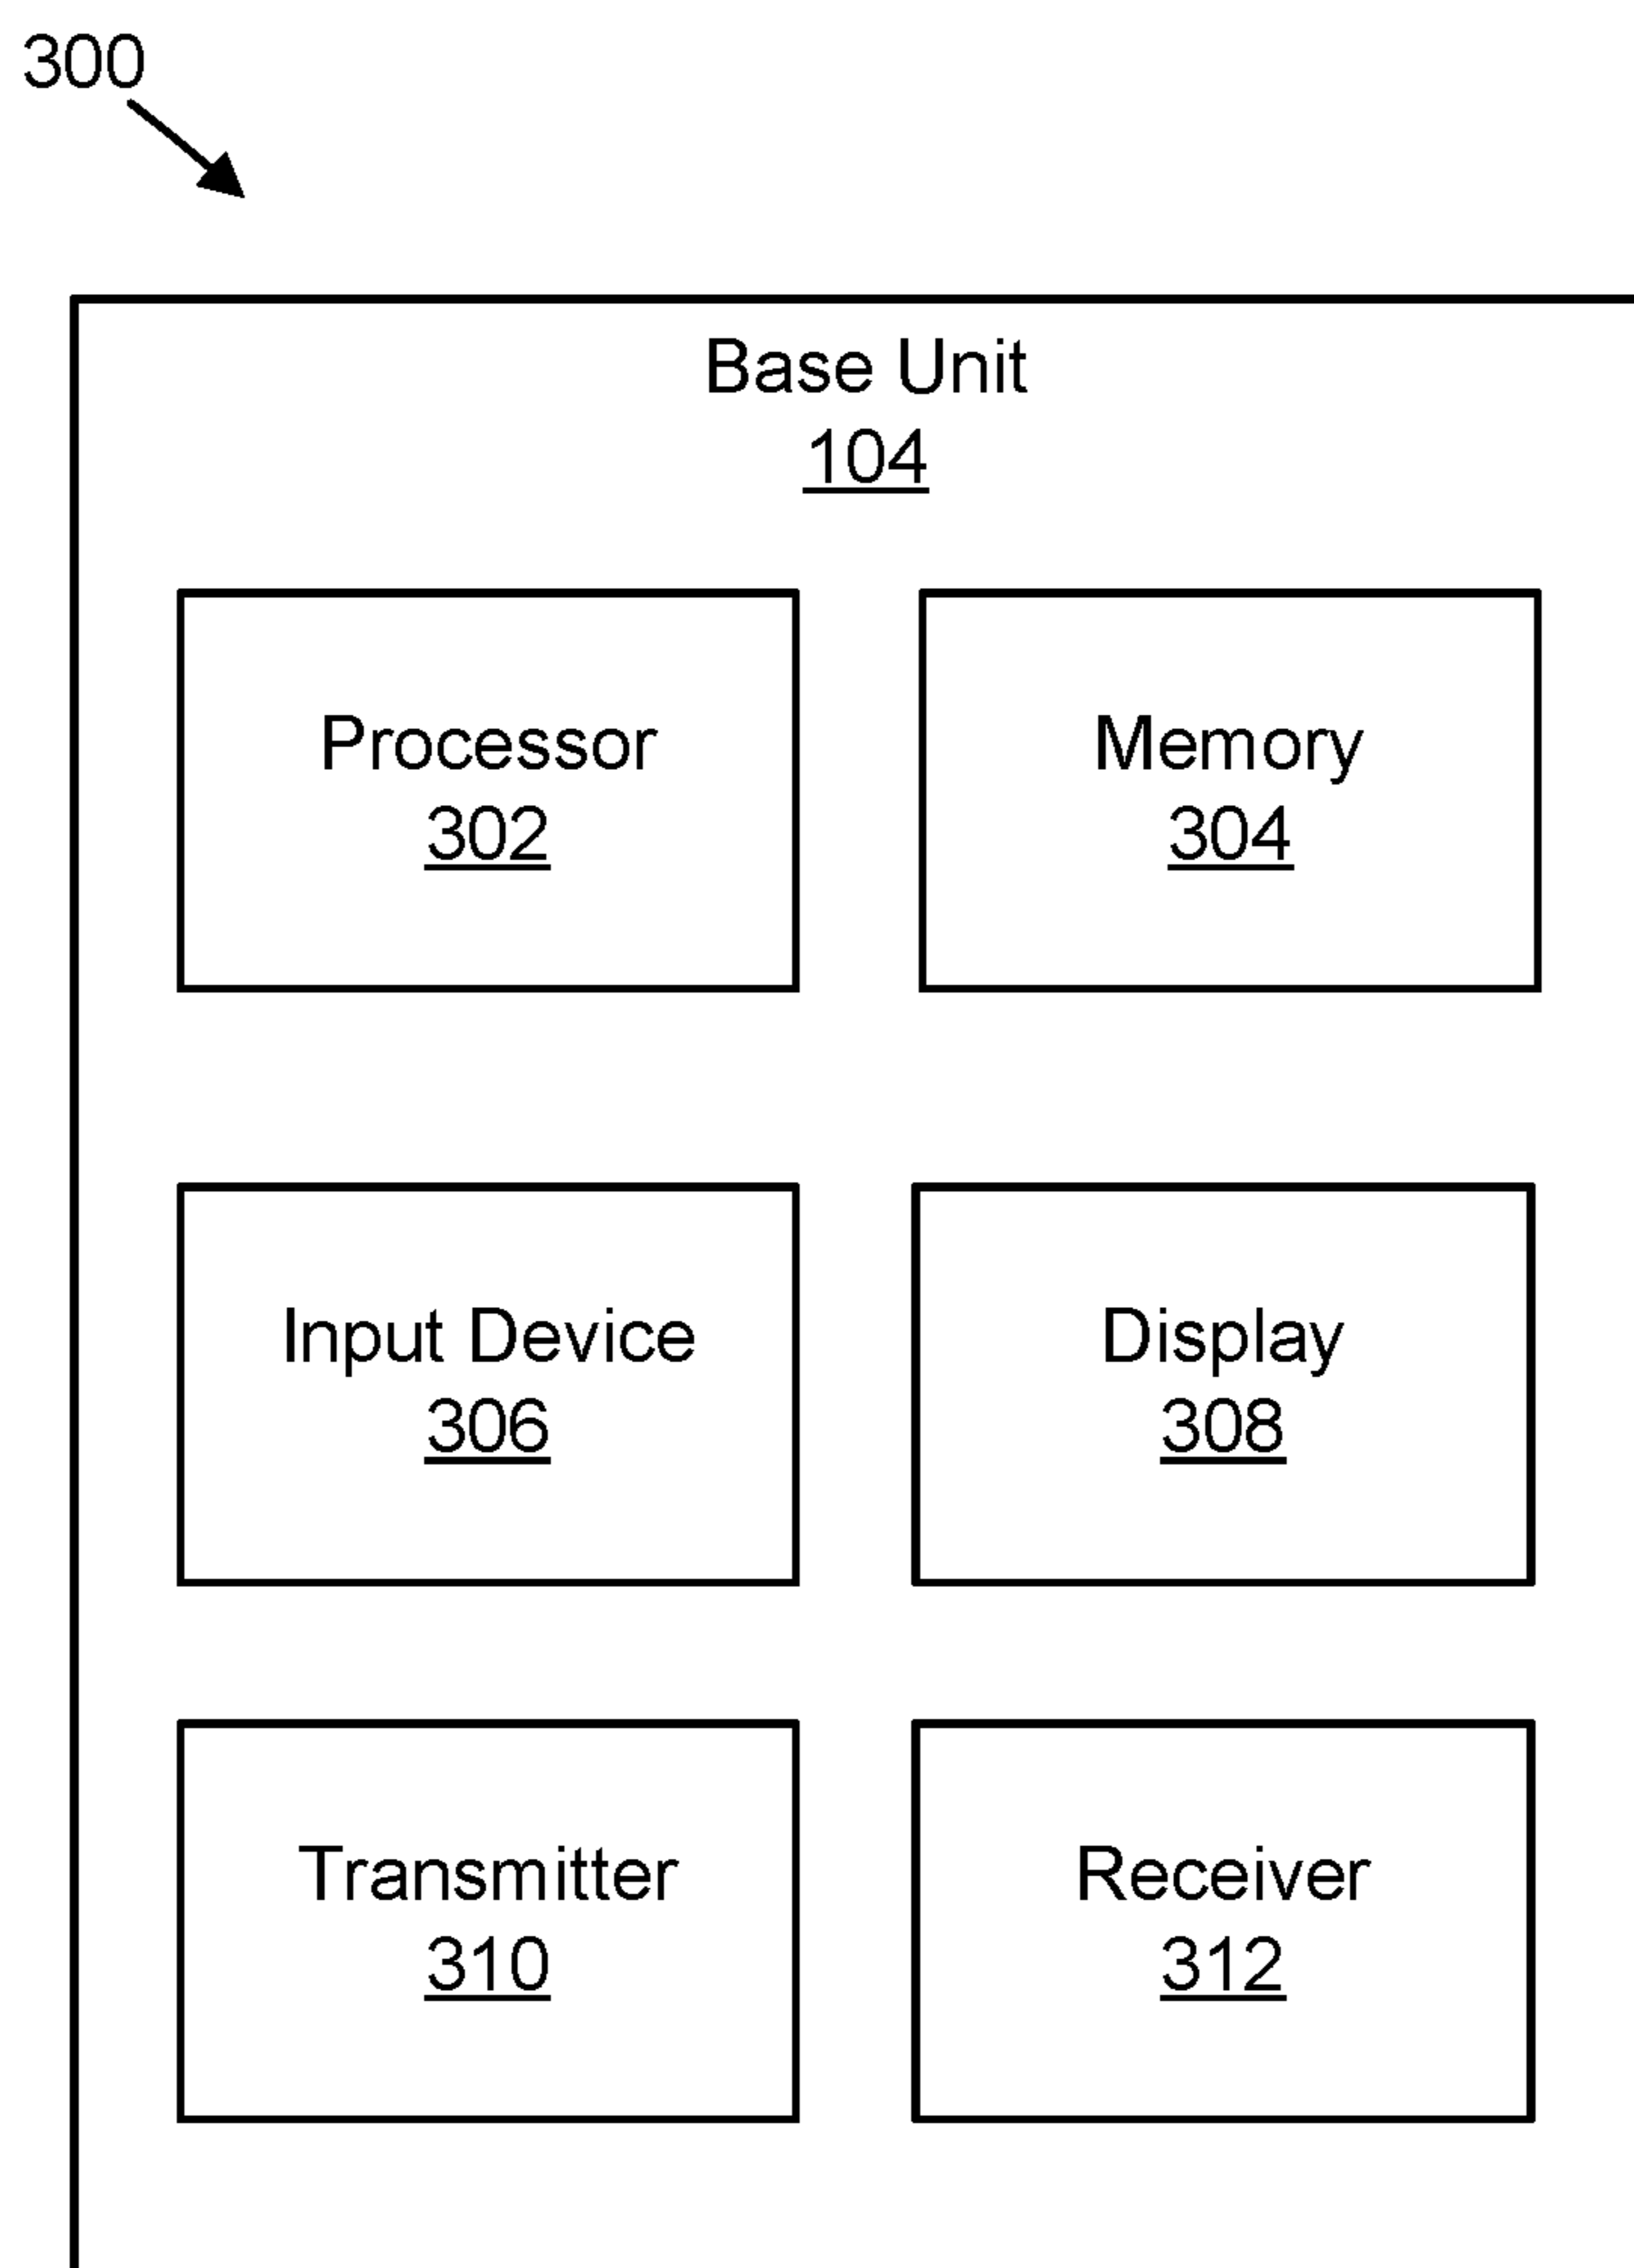 300
Base Unit
104
Processor
302
Memory
304
Input Device
306
Display
308
Transmitter
310
Receiver
312